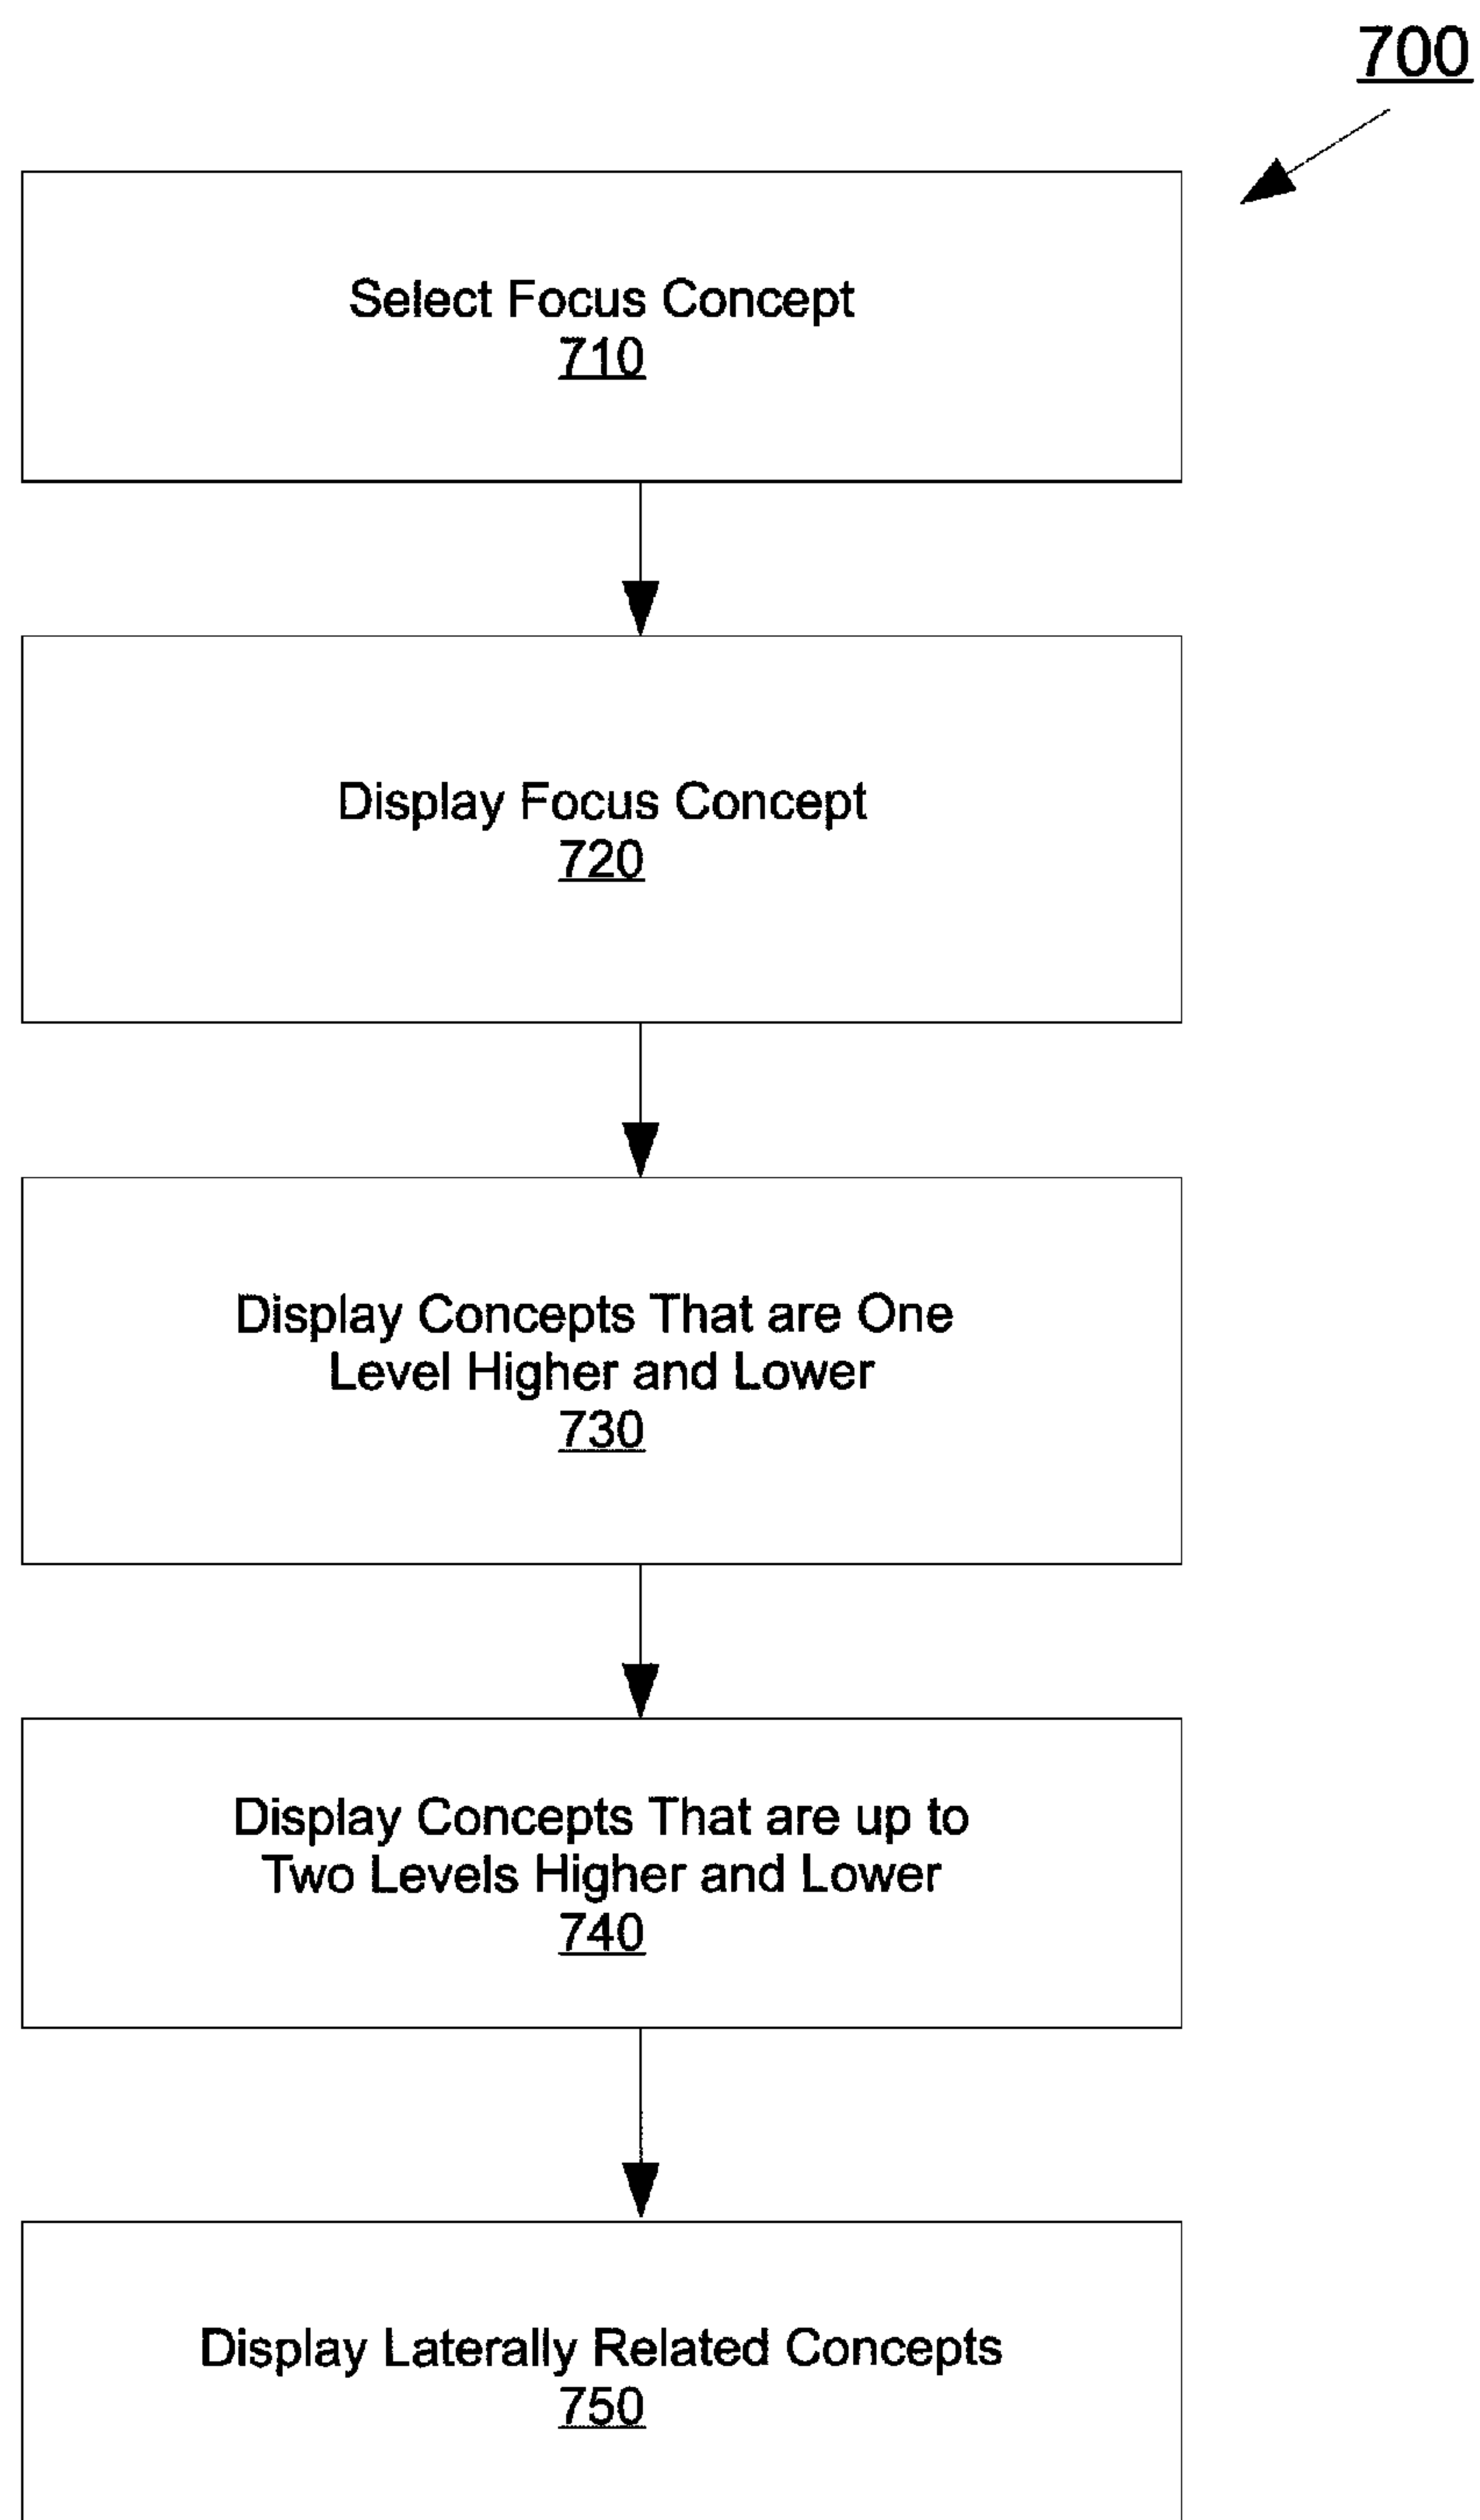 700
Select Focus Concept
710
Display Focus Concept
720
Display Concepts That are One
Level Higher and Lower
730
Display Concepts That are up to
Two Levels Higher and Lower
740
Display Laterally Related Concepts
750